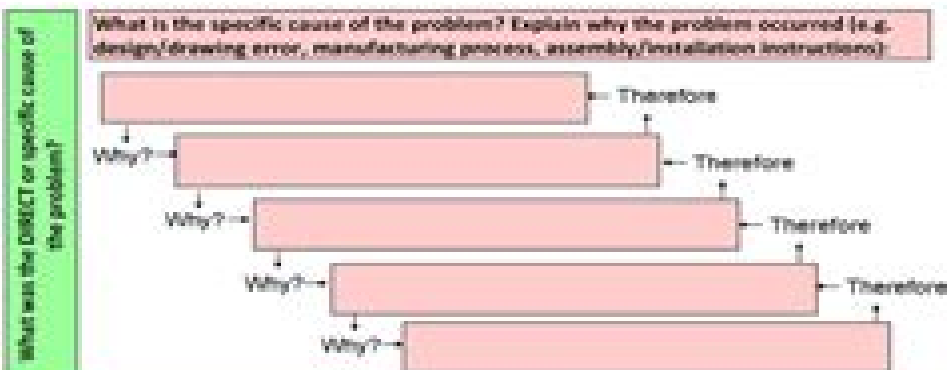 What was the DIRECT or specific cause of
the problem?
What is the specific cause of the problem? Explain why the problem occurred (e.g.
design/drawing error, manufacturing process, assembly/installation instructions):
Therefore
Why?
Therefore
Why?
Therefore
Why?
Therefore
Why?